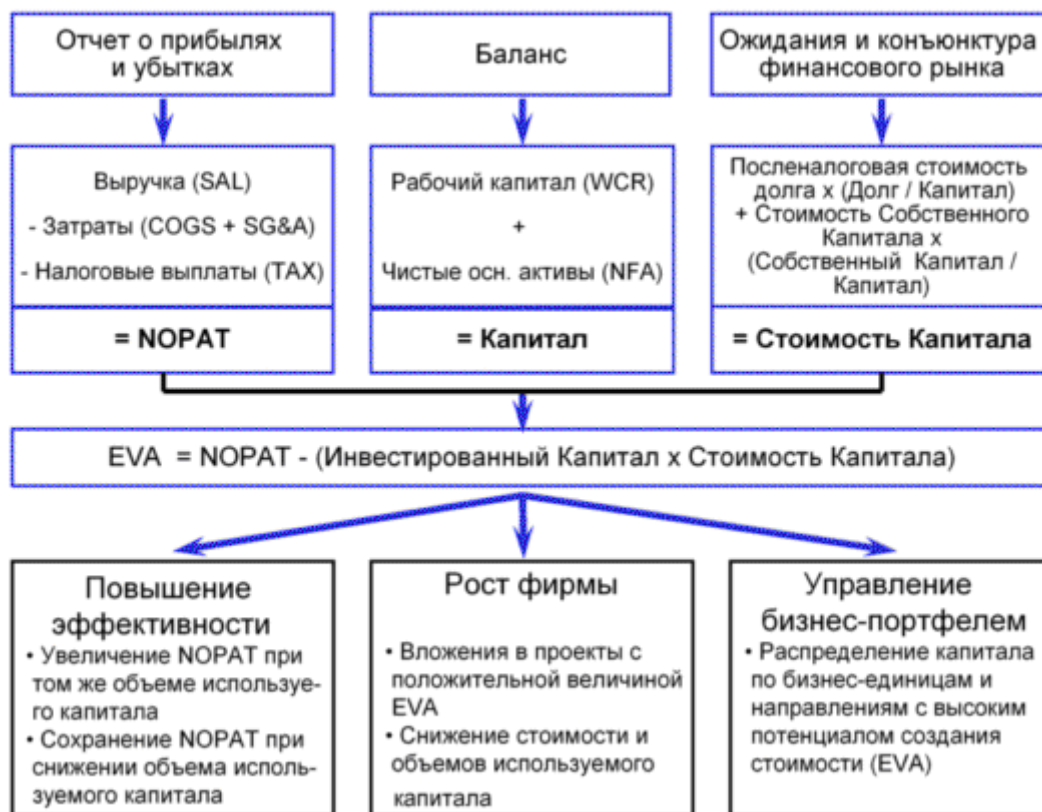 Отчет о прибылях
и убытках
Баланс
Ожидания и конъюнктура
финансового рынка
Выручка (SAL)
- Затраты (COGS + SG&A)
- Налоговые выплаты (TAX)
= NOPAT
Рабочий капитал (WCR)
+
Чистые осн. активы (NFA)
= Капитал
Посленалоговая стоимость
долга х (Долг / Капитал)
+ Стоимость Собственного
Капитала х
(Собственный Капитал /
Капитал)
= Стоимость Капитала
EVA = NOPAT - (Инвестированный Капитал х Стоимость Капитала)
Повышение
эффективности
• Увеличение NOPAT при
том же объеме используе-
го капитала
• Сохранение NOPAT при
снижении объема исполь-
зуемого капитала
Рост фирмы
• Вложения в проекты с
положительной величиной
EVA
• Снижение стоимости и
объемов используемого
капитала
Управление
бизнес-портфелем
• Распределение капитала
по бизнес-единицам и
направлениям с высоким
потенциалом создания
стоимости (EVA)